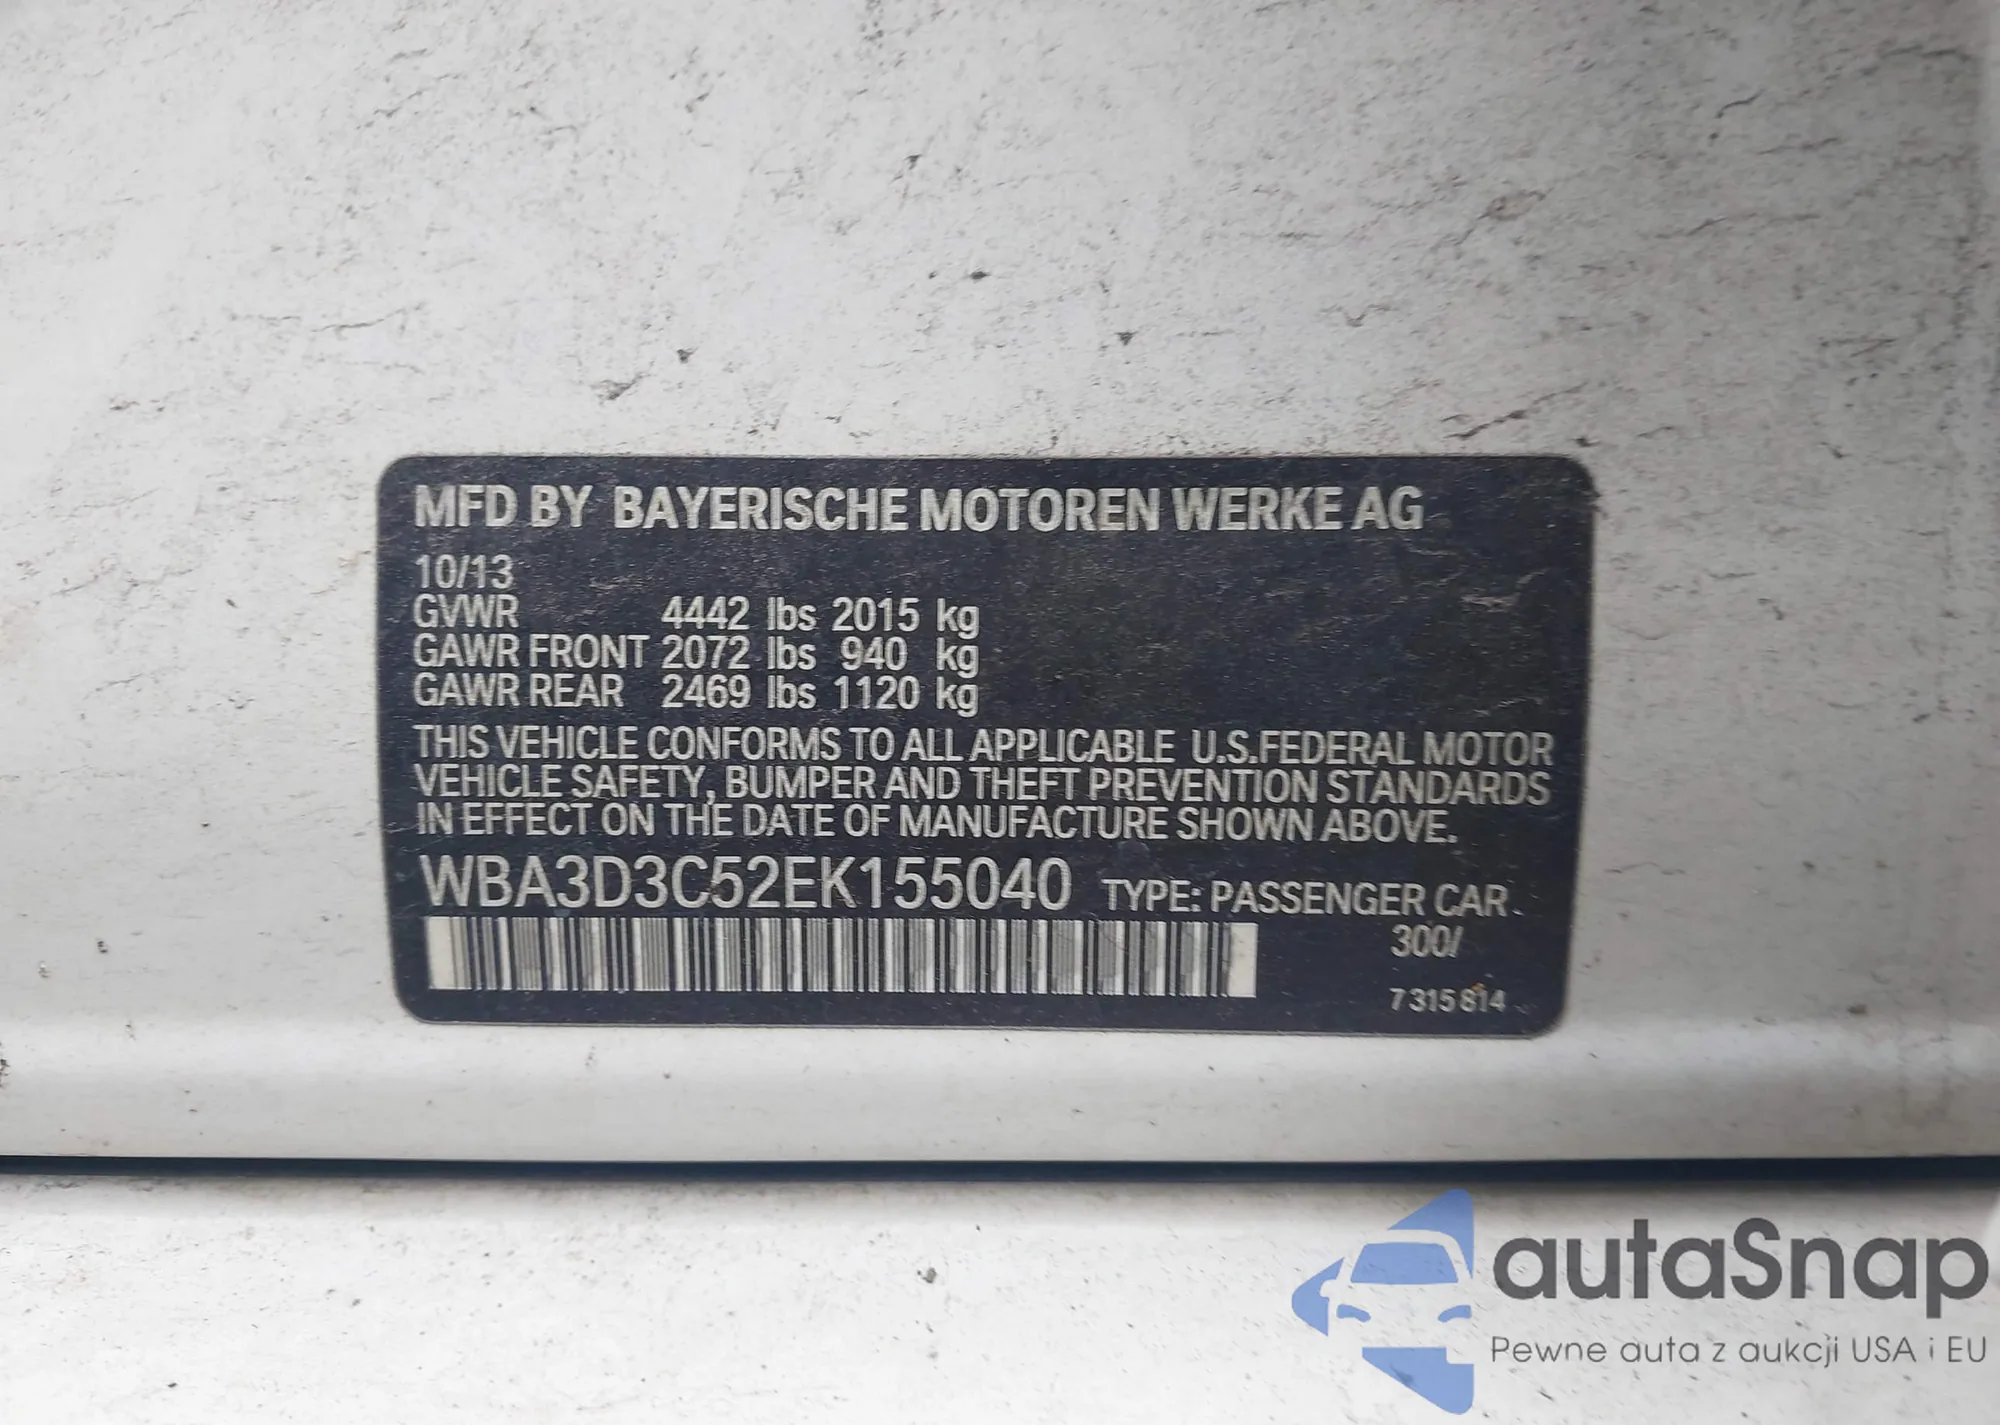 MFD BY BAYERISCHE MOTOREN WERKE AG
10/13
GVWR 4442 lbs 2015 kg
GAWR FRONT 2072 lbs 940 kg
GAWR REAR 2469 lbs 1120 kg
THIS VEHICLE CONFORMS TO ALL APPLICABLE U.S.FEDERAL MOTOR
VEHICLE SAFETY, BUMPER AND THEFT PREVENTION STANDARDS
IN EFFECT ON THE DATE OF MANUFACTURE SHOWN ABOVE.
WBA3D3C52EK155040 TYPE: PASSENGER CAR
300/
7 315 814
autaSnap
Pewne auta z aukcji USA i EU